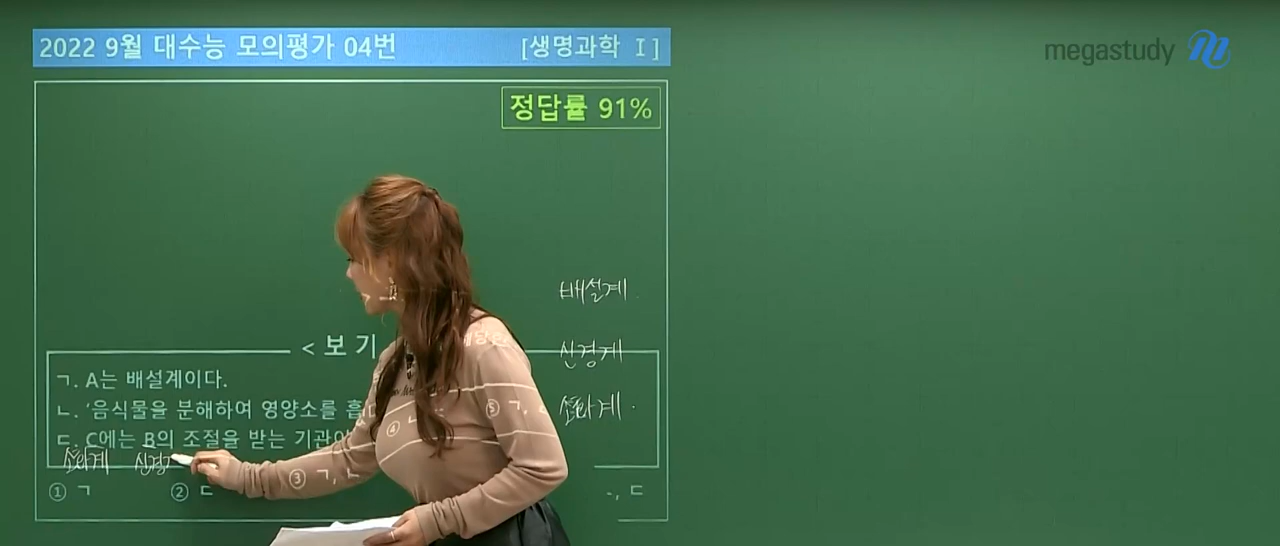 2022 9월 대수능 모의평가 04번 [생명과학 Ⅰ]
megastudy
정답률 91%
배설계
< 보 기
신경계
ㄱ. A는 배설계이다.
ㄴ. '음식물을 분해하여 영양소를 흡
소화계
ㄷ. C에는 B의 조절을 받는 기관이
소화계 신경
① ㄱ ② ㄷ ③ ㄱ, ㄴ ④ ㄴ, ㄷ ⑤ ㄱ, ㄴ, ㄷ